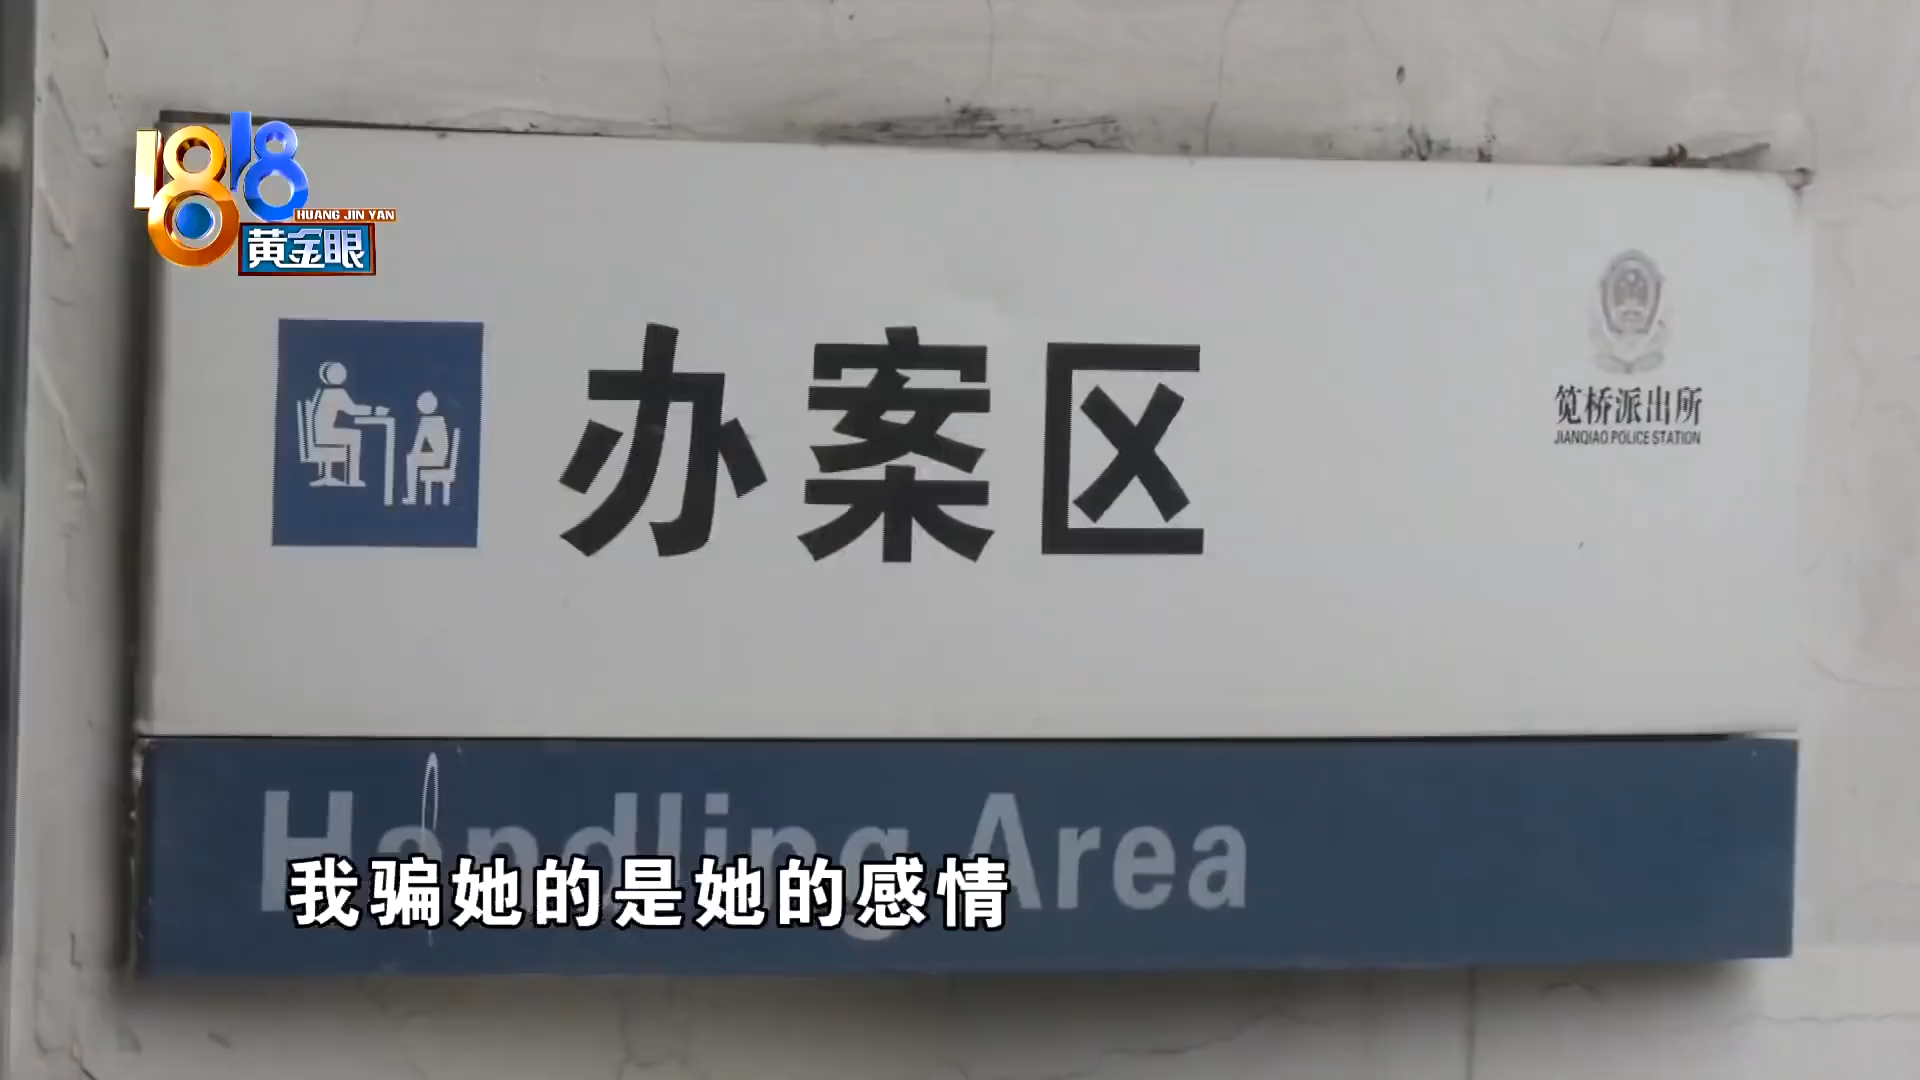 1818
HUANG JIN YAN
黄金眼
办案区
笕桥派出所
JIANQIAO POLICE STATION
Handling Area
我骗她的是她的感情